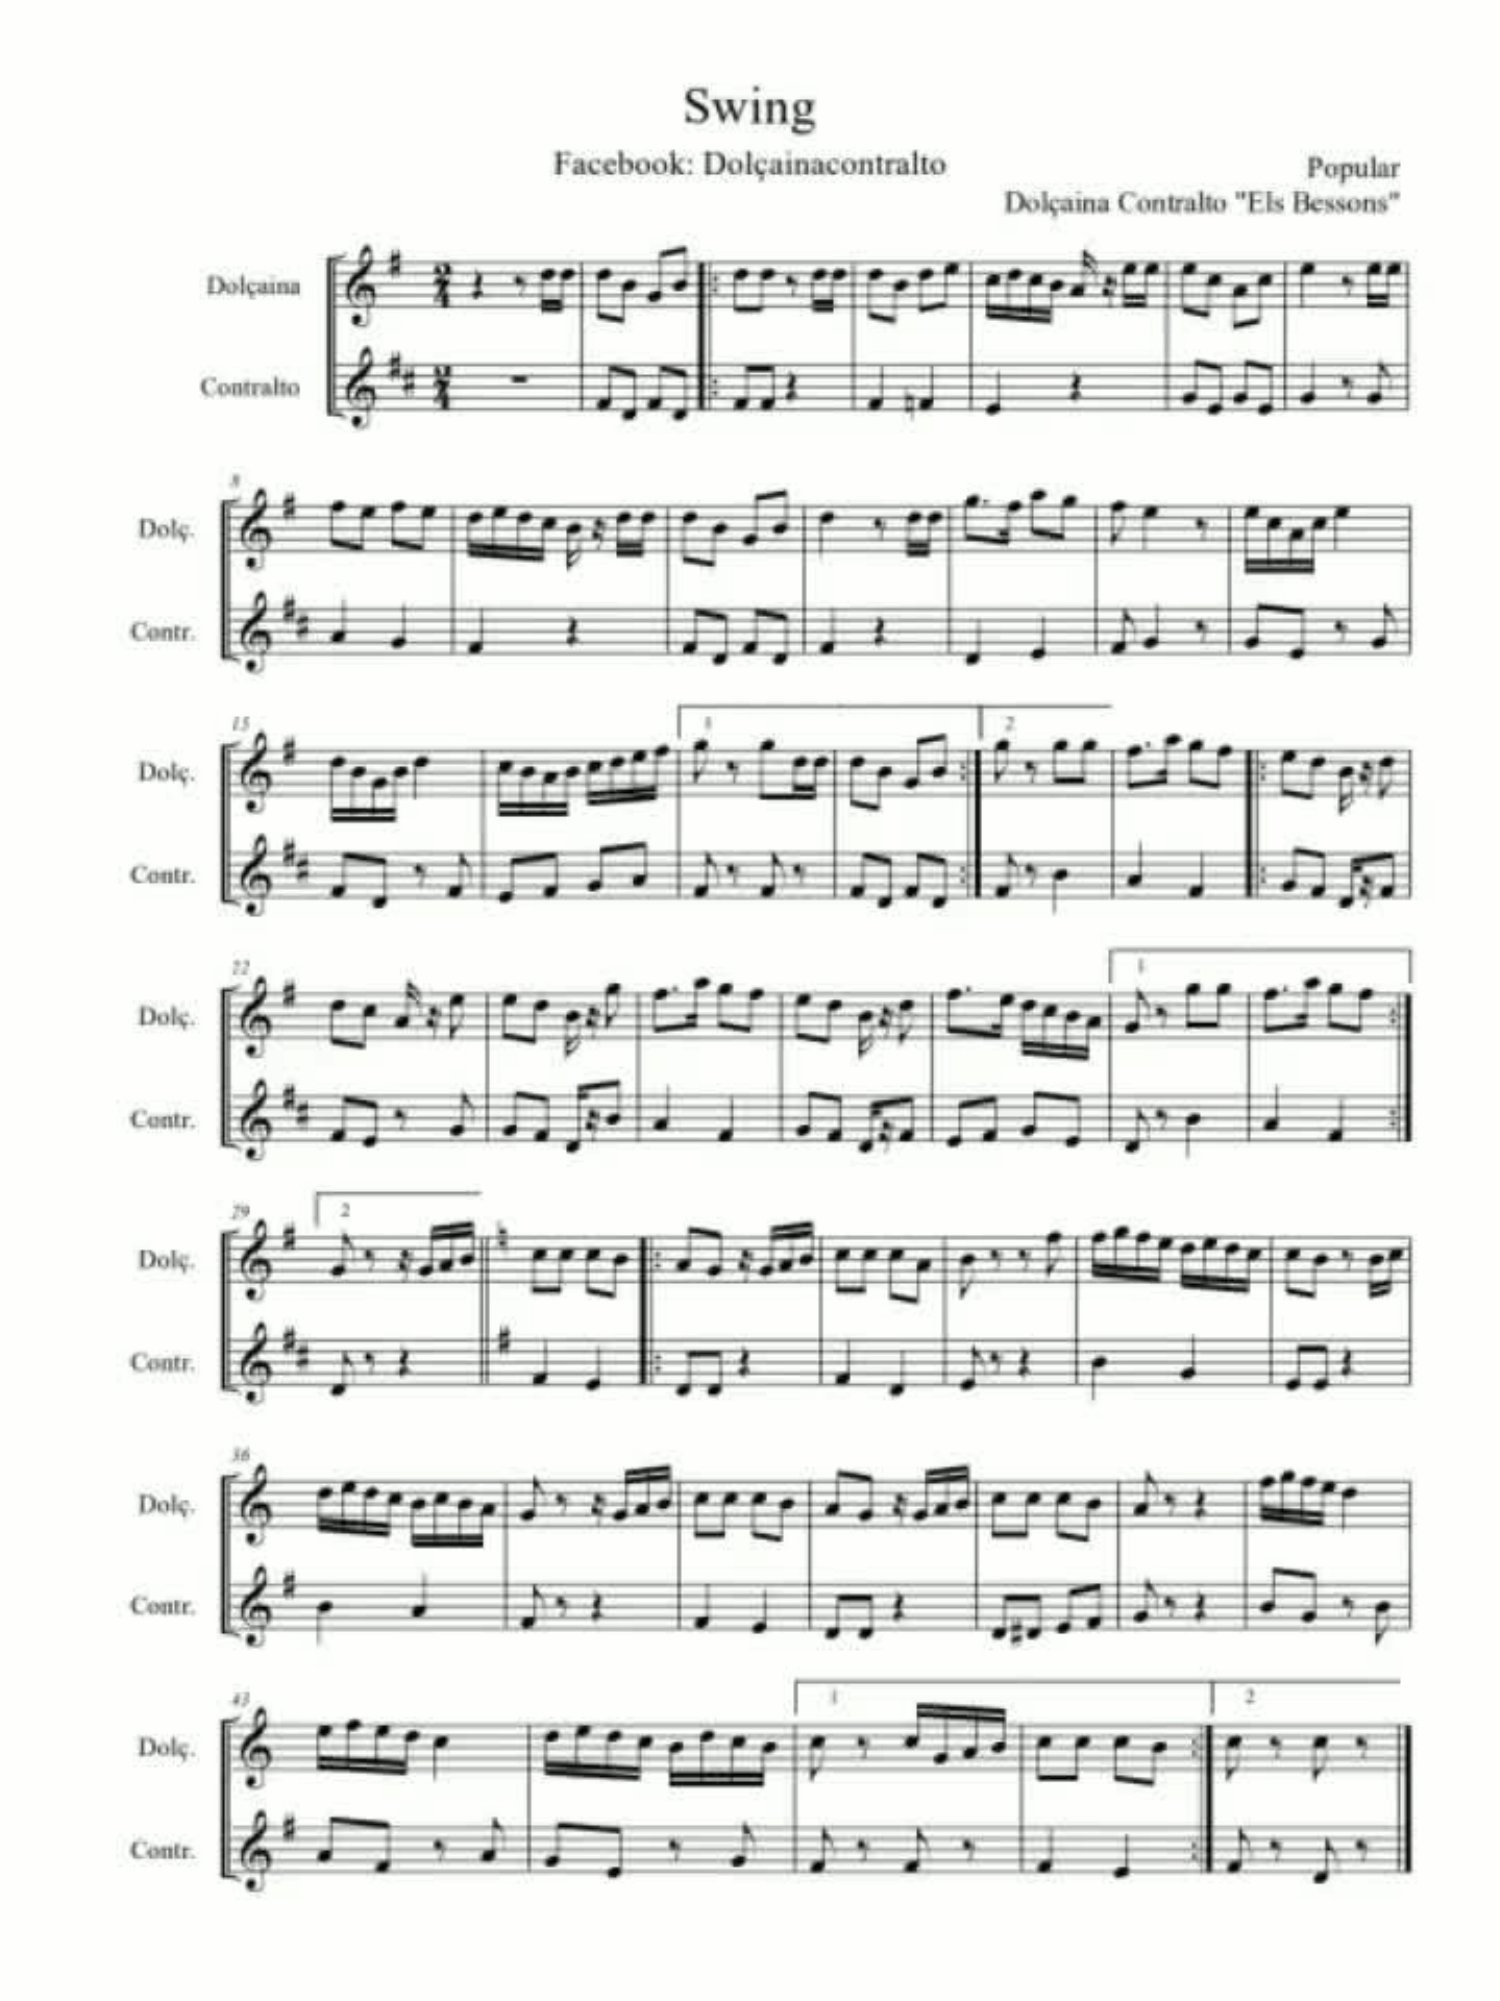 Swing
Facebook: Dolçainacontralto
Popular
Dolçaina Contralto "Els Bessons"
Dolçaina
Contralto
8
Dolç.
Contr.
15
1
2
Dolç.
Contr.
22
1
Dolç.
Contr.
29
2
Dolç.
Contr.
36
Dolç.
Contr.
43
1
2
Dolç.
Contr.